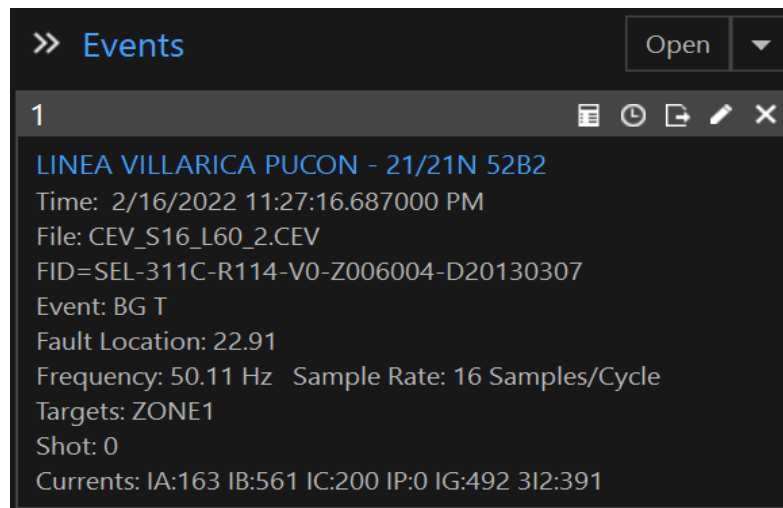 Events
Open
1
LINEA VILLARICA PUCON - 21/21N 52B2
Time:  2/16/2022 11:27:16.687000 PM
File: CEV_S16_L60_2.CEV
FID=SEL-311C-R114-V0-Z006004-D20130307
Event: BG T
Fault Location: 22.91
Frequency: 50.11 Hz   Sample Rate: 16 Samples/Cycle
Targets: ZONE1
Shot: 0
Currents: IA:163 IB:561 IC:200 IP:0 IG:492 3I2:391